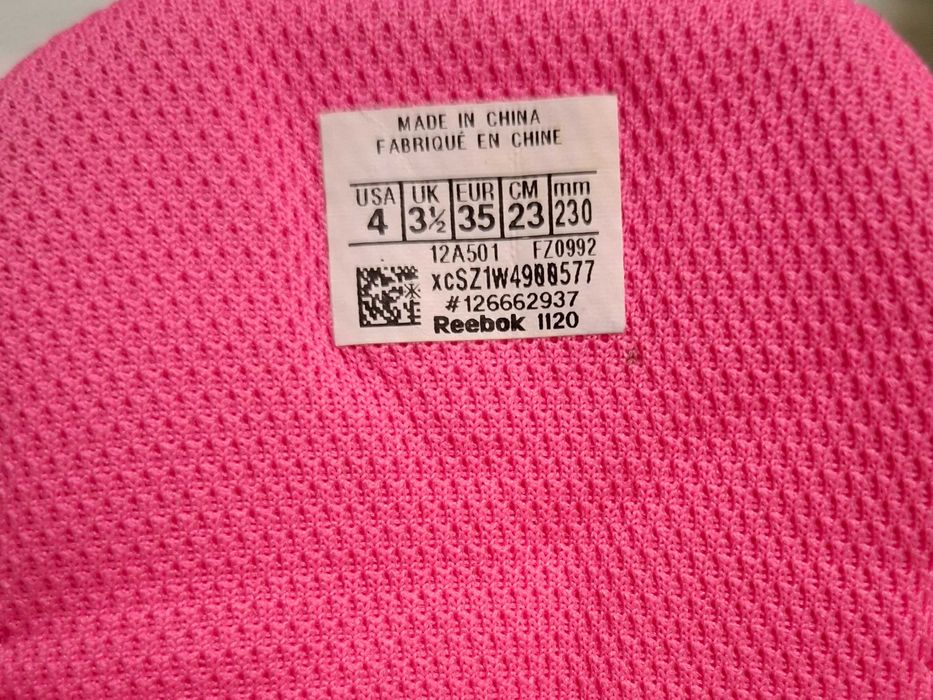 MADE IN CHINA
FABRIQUÉ EN CHINE
USA UK EUR CM mm
4 3½ 35 23 230
12A501 FZ0992
xcSZ1W4900577
#126662937
Reebok 1120